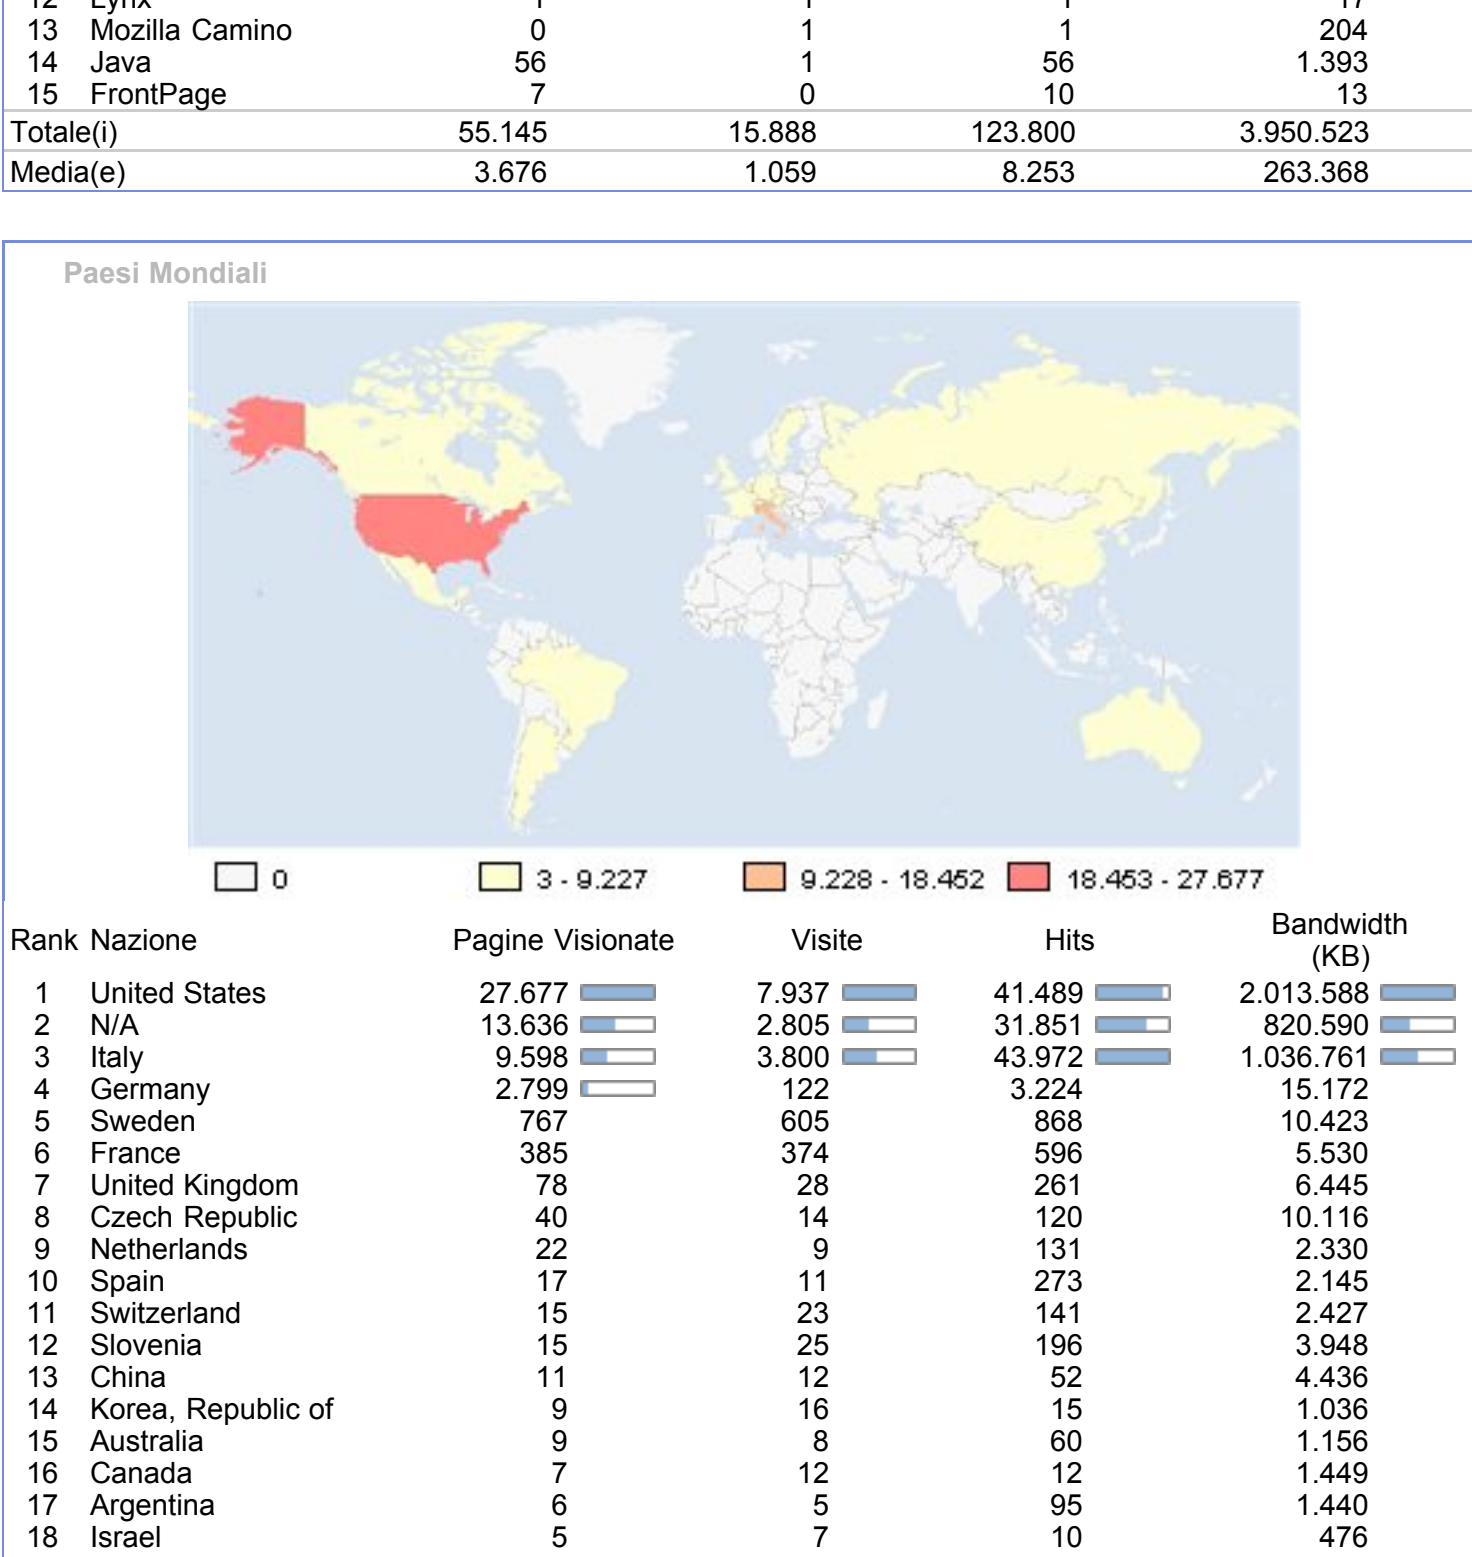 12 Lynx 1 1 1 17
13 Mozilla Camino 0 1 1 204
14 Java 56 1 56 1.393
15 FrontPage 7 0 10 13
Totale(i) 55.145 15.888 123.800 3.950.523
Media(e) 3.676 1.059 8.253 263.368
Paesi Mondiali
0 3 - 9.227 9.228 - 18.452 18.453 - 27.677
Rank Nazione Pagine Visionate Visite Hits Bandwidth (KB)
1 United States 27.677 7.937 41.489 2.013.588
2 N/A 13.636 2.805 31.851 820.590
3 Italy 9.598 3.800 43.972 1.036.761
4 Germany 2.799 122 3.224 15.172
5 Sweden 767 605 868 10.423
6 France 385 374 596 5.530
7 United Kingdom 78 28 261 6.445
8 Czech Republic 40 14 120 10.116
9 Netherlands 22 9 131 2.330
10 Spain 17 11 273 2.145
11 Switzerland 15 23 141 2.427
12 Slovenia 15 25 196 3.948
13 China 11 12 52 4.436
14 Korea, Republic of 9 16 15 1.036
15 Australia 9 8 60 1.156
16 Canada 7 12 12 1.449
17 Argentina 6 5 95 1.440
18 Israel 5 7 10 476